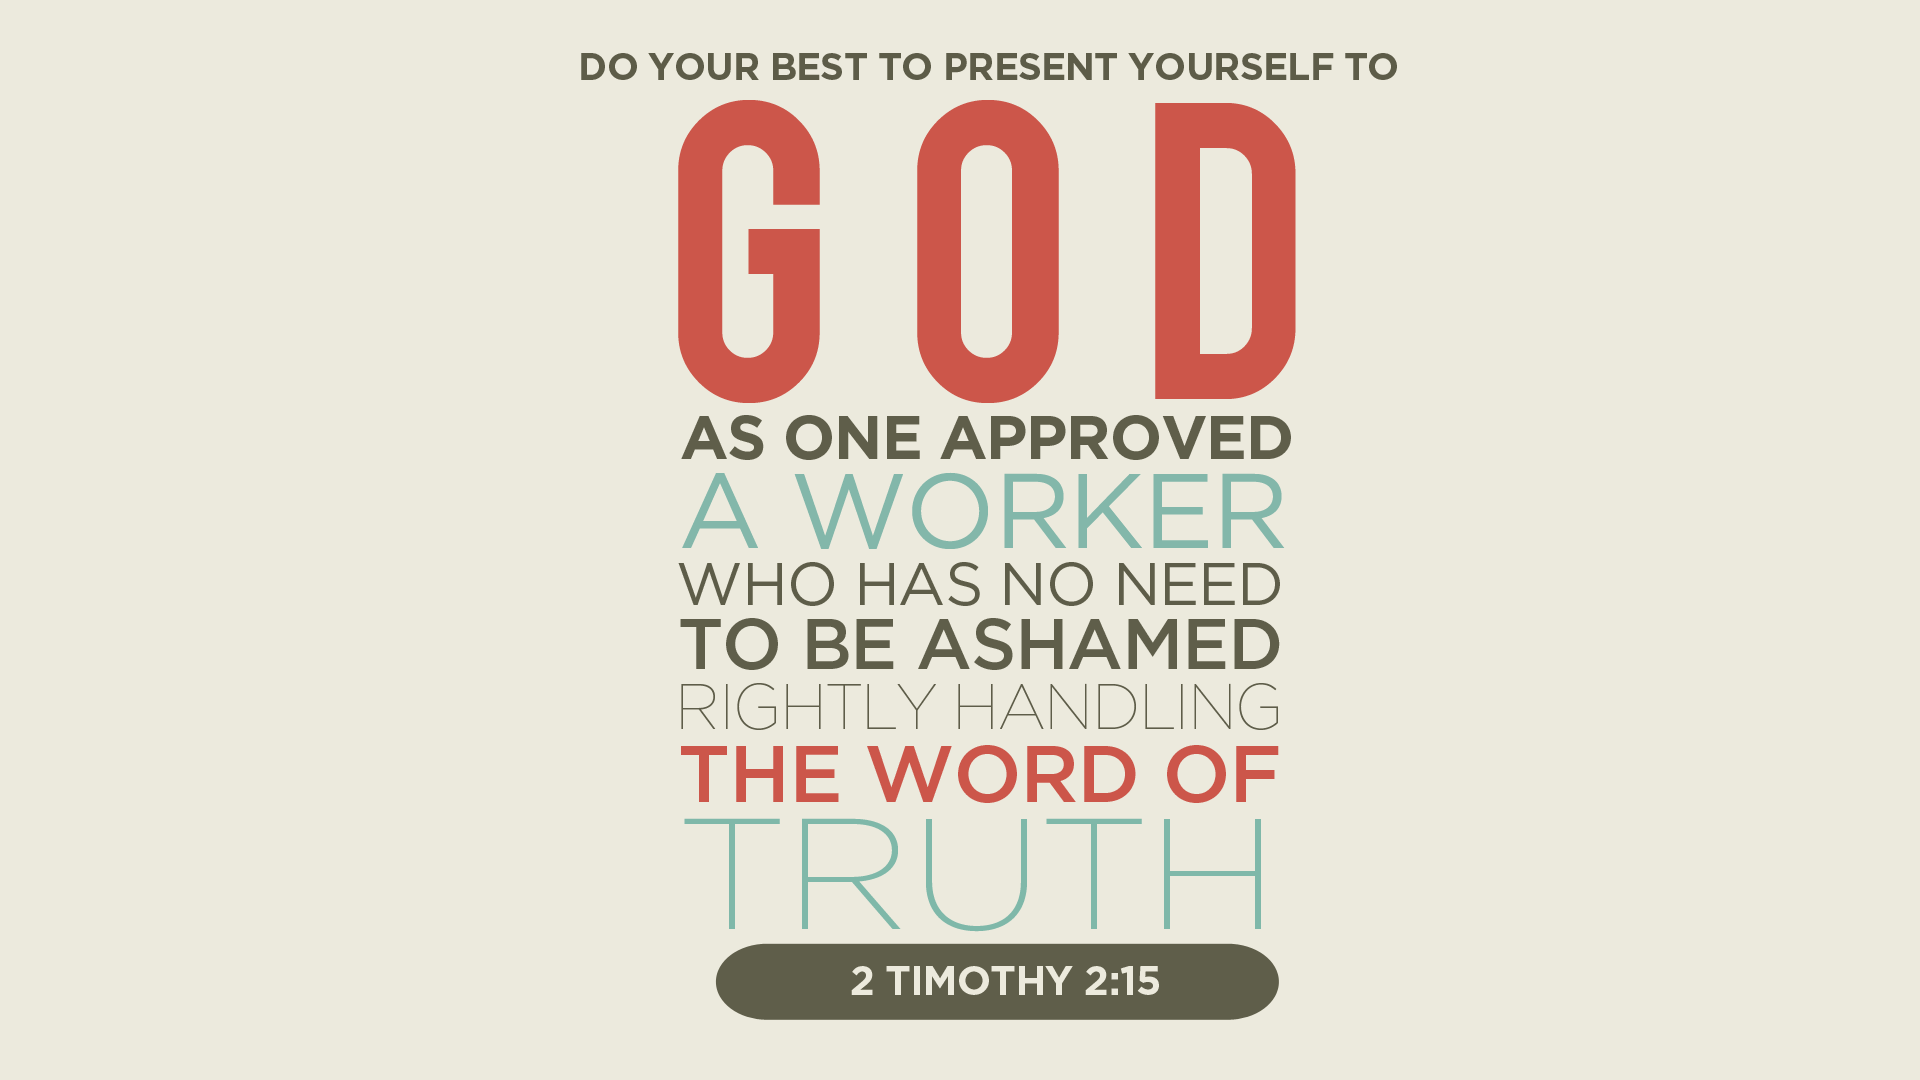 DO YOUR BEST TO PRESENT YOURSELF TO
GOD
AS ONE APPROVED
A WORKER
WHO HAS NO NEED
TO BE ASHAMED
RIGHTLY HANDLING
THE WORD OF
TRUTH
2 TIMOTHY 2:15